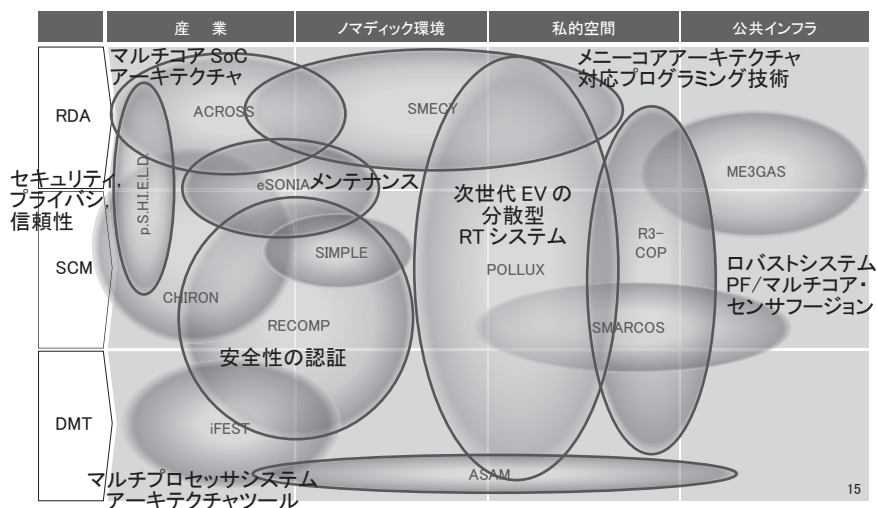 産　業
ノマディック環境
私的空間
公共インフラ
マルチコア SoC
アーキテクチャ
メニーコアアーキテクチャ
対応プログラミング技術
RDA
ACROSS
SMECY
ME3GAS
セキュリティ,
プライバシ,
信頼性
p.S.H.I.E.L.D.
eSONIA
メンテナンス
次世代 EV の
分散型
RT システム
POLLUX
R3-
COP
SCM
SIMPLE
CHIRON
ロバストシステム
PF/マルチコア・
センサフージョン
RECOMP
安全性の認証
SMARCOS
DMT
iFEST
マルチプロセッサシステム
アーキテクチャツール
ASAM
15